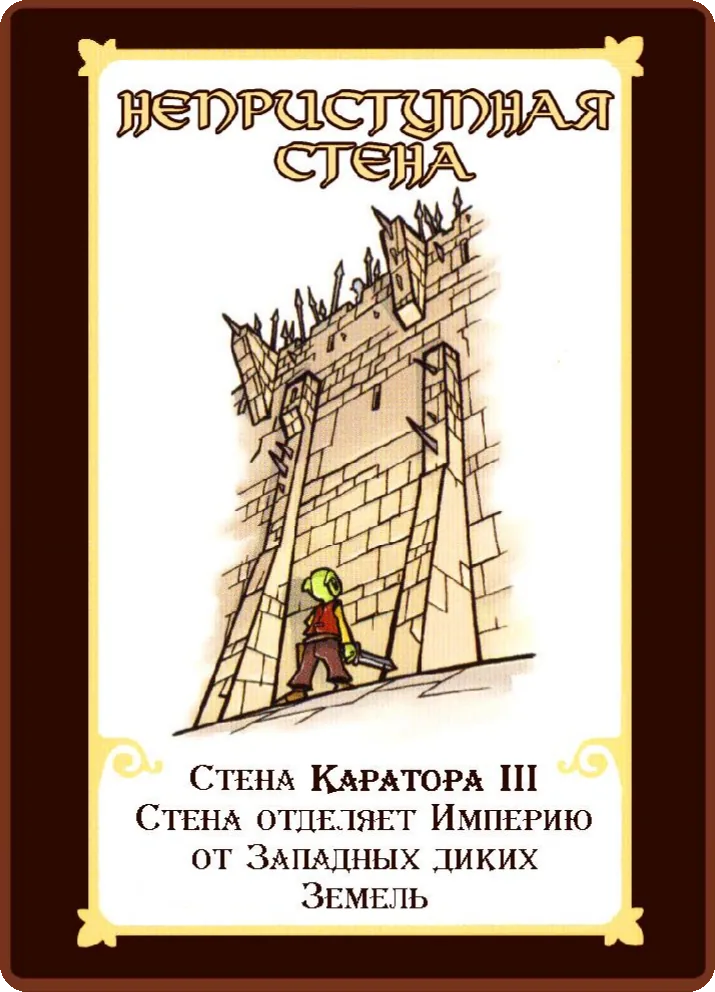 НЕПРИСТУПНАЯ
СТЕНА
Стена Каратора III
Стена отделяет Империю
от Западных диких
Земель